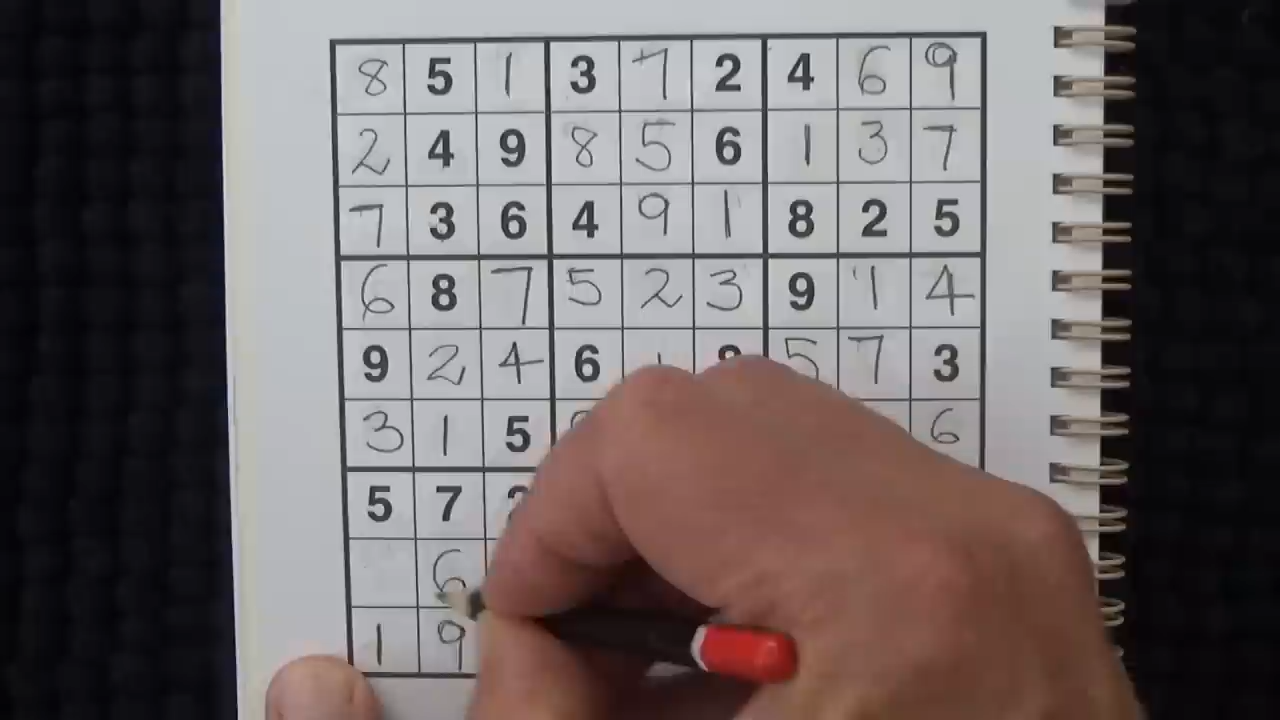 8 5 1 3 7 2 4 6 9
2 4 9 8 5 6 1 3 7
7 3 6 4 9 1 8 2 5
6 8 7 5 2 3 9 1 4
9 2 4 6 1 8 5 7 3
3 1 5 6
5 7
6
1 9